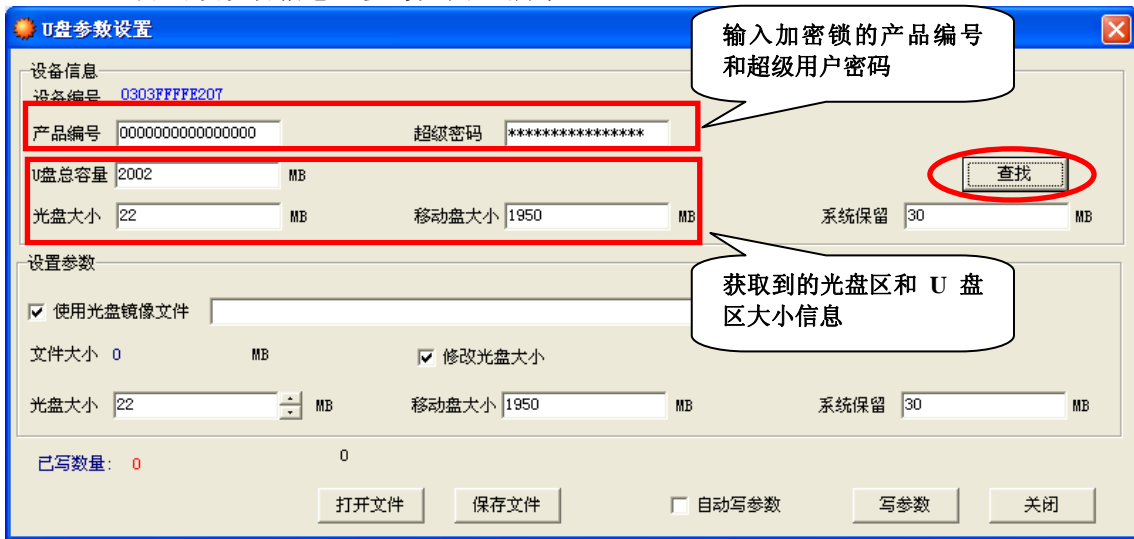 U盘参数设置
输入加密锁的产品编号
和超级用户密码
设备信息
设备编号 0303FFFFE207
产品编号 0000000000000000 超级密码 ****************
U盘总容量 2002 MB 查找
光盘大小 22 MB 移动盘大小 1950 MB 系统保留 30 MB
设置参数
获取到的光盘区和 U 盘
区大小信息
使用光盘镜像文件
文件大小 0 MB 修改光盘大小
光盘大小 22 MB 移动盘大小 1950 MB 系统保留 30 MB
已写数量: 0 0
打开文件 保存文件 自动写参数 写参数 关闭